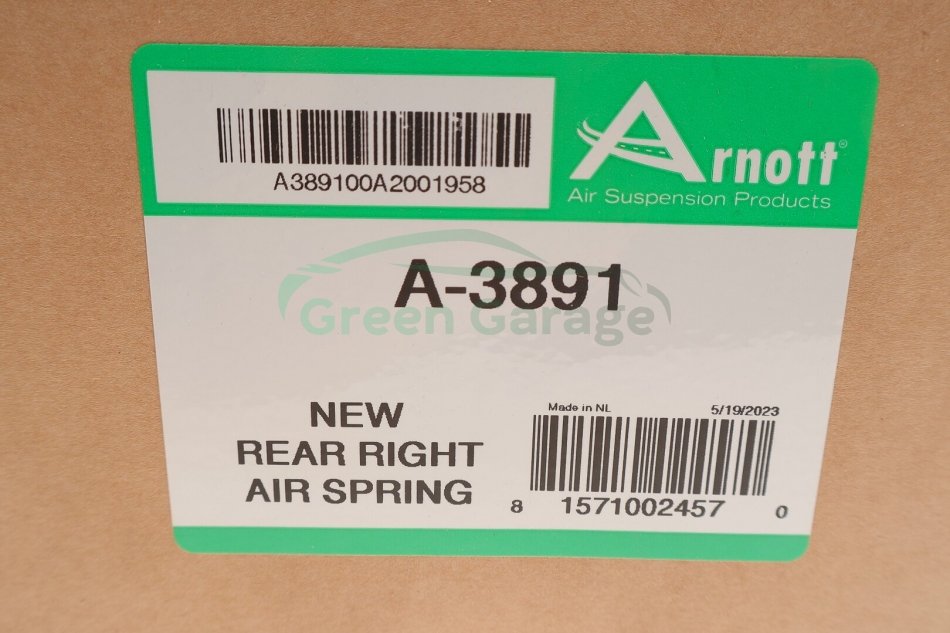 A389100A2001958
Arnott®
Air Suspension Products
A-3891
Green Garage
NEW
REAR RIGHT
AIR SPRING
Made in NL 5/19/2023
8 1571002457 0